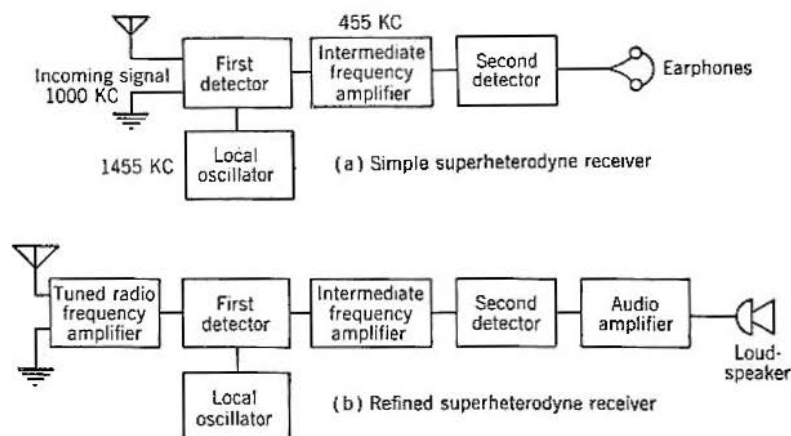 455 KC
Incoming signal
1000 KC
First
detector
Intermediate
frequency
amplifier
Second
detector
Earphones
1455 KC
Local
oscillator
(a) Simple superheterodyne receiver
Tuned radio
frequency
amplifier
First
detector
Intermediate
frequency
amplifier
Second
detector
Audio
amplifier
Loud-
speaker
Local
oscillator
(b) Refined superheterodyne receiver